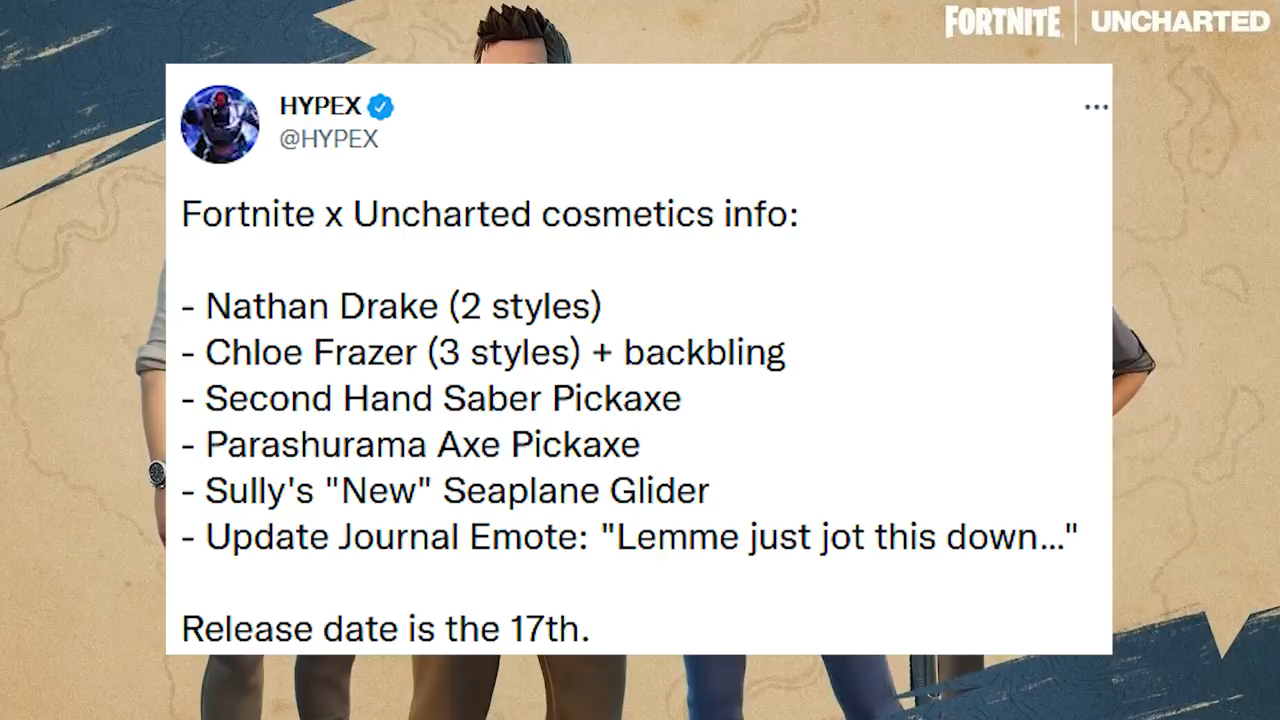 FORTNITE | UNCHARTED
HYPEX
@HYPEX
Fortnite x Uncharted cosmetics info:
- Nathan Drake (2 styles)
- Chloe Frazer (3 styles) + backbling
- Second Hand Saber Pickaxe
- Parashurama Axe Pickaxe
- Sully's "New" Seaplane Glider
- Update Journal Emote: "Lemme just jot this down..."
Release date is the 17th.